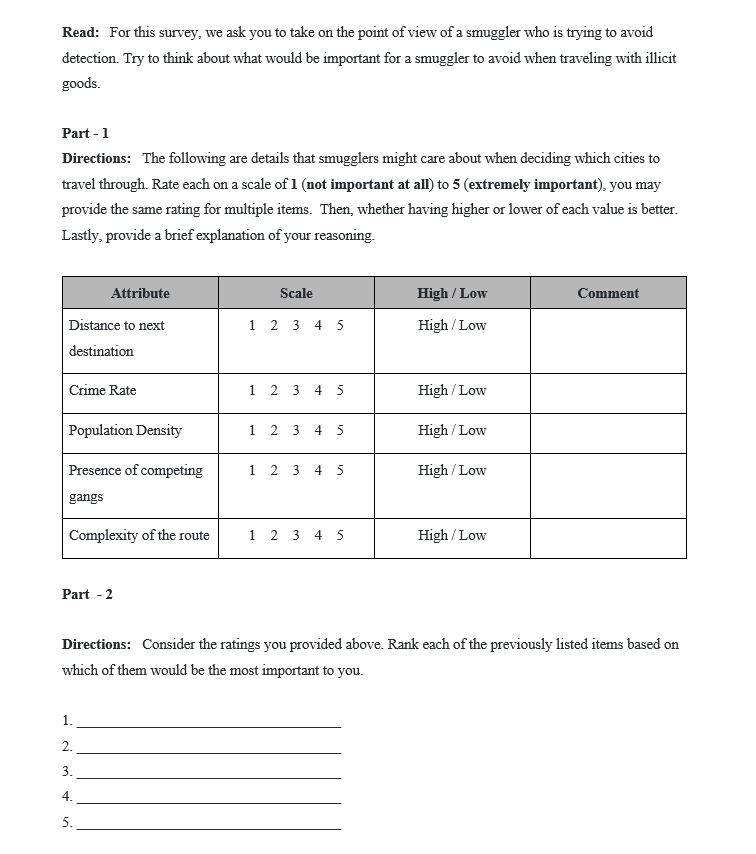 Read: For this survey, we ask you to take on the point of view of a smuggler who is trying to avoid
detection. Try to think about what would be important for a smuggler to avoid when traveling with illicit
goods.
Part - 1
Directions: The following are details that smugglers might care about when deciding which cities to
travel through. Rate each on a scale of 1 (not important at all) to 5 (extremely important), you may
provide the same rating for multiple items. Then, whether having higher or lower of each value is better.
Lastly, provide a brief explanation of your reasoning.
Attribute Scale High / Low Comment
Distance to next 1 2 3 4 5 High / Low
destination
Crime Rate 1 2 3 4 5 High / Low
Population Density 1 2 3 4 5 High / Low
Presence of competing 1 2 3 4 5 High / Low
gangs
Complexity of the route 1 2 3 4 5 High / Low
Part - 2
Directions: Consider the ratings you provided above. Rank each of the previously listed items based on
which of them would be the most important to you.
1.
2.
3.
4.
5.